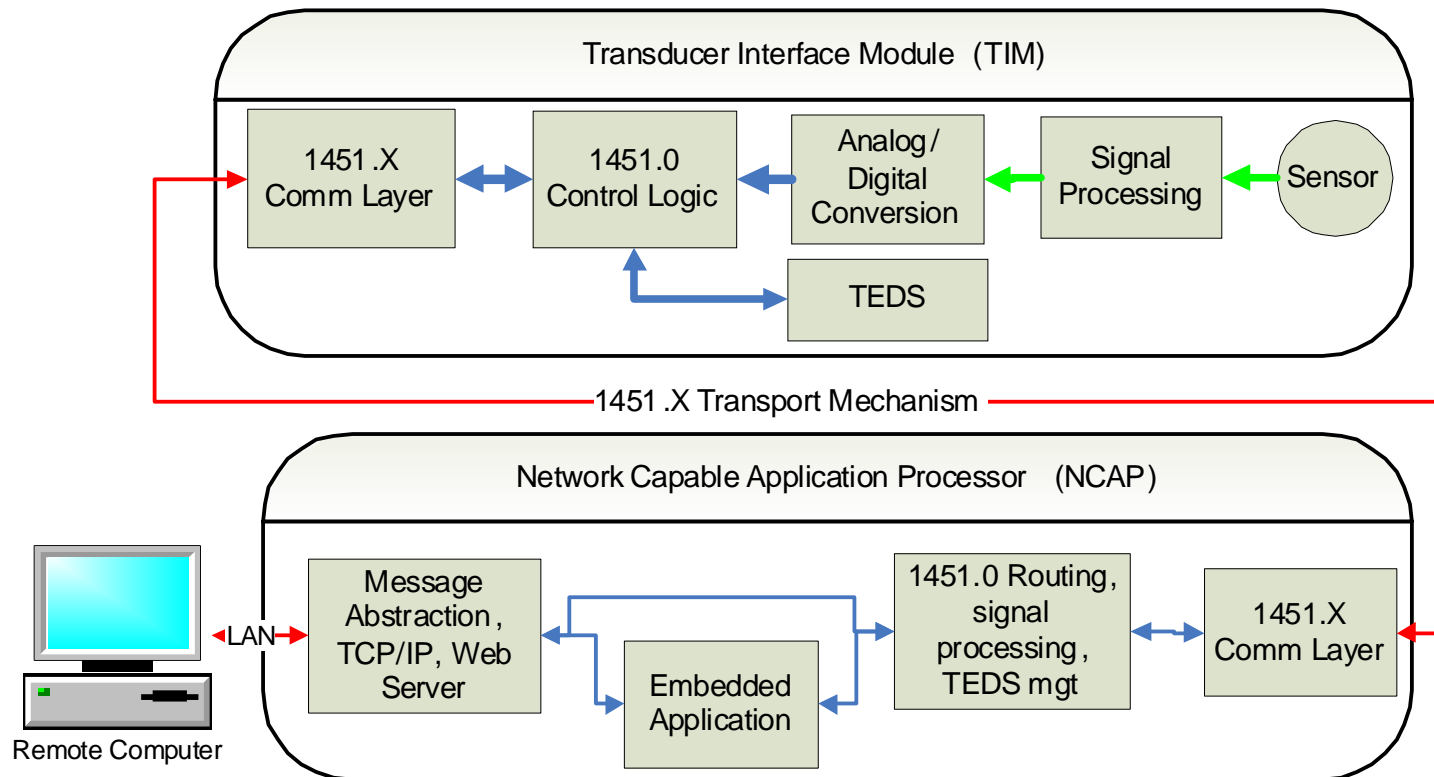 Transducer Interface Module (TIM)
1451.X
Comm Layer
1451.0
Control Logic
Analog/
Digital
Conversion
Signal
Processing
Sensor
TEDS
1451.X Transport Mechanism
Network Capable Application Processor (NCAP)
Message
Abstraction,
TCP/IP, Web
Server
Embedded
Application
1451.0 Routing,
signal
processing,
TEDS mgt
1451.X
Comm Layer
LAN
Remote Computer